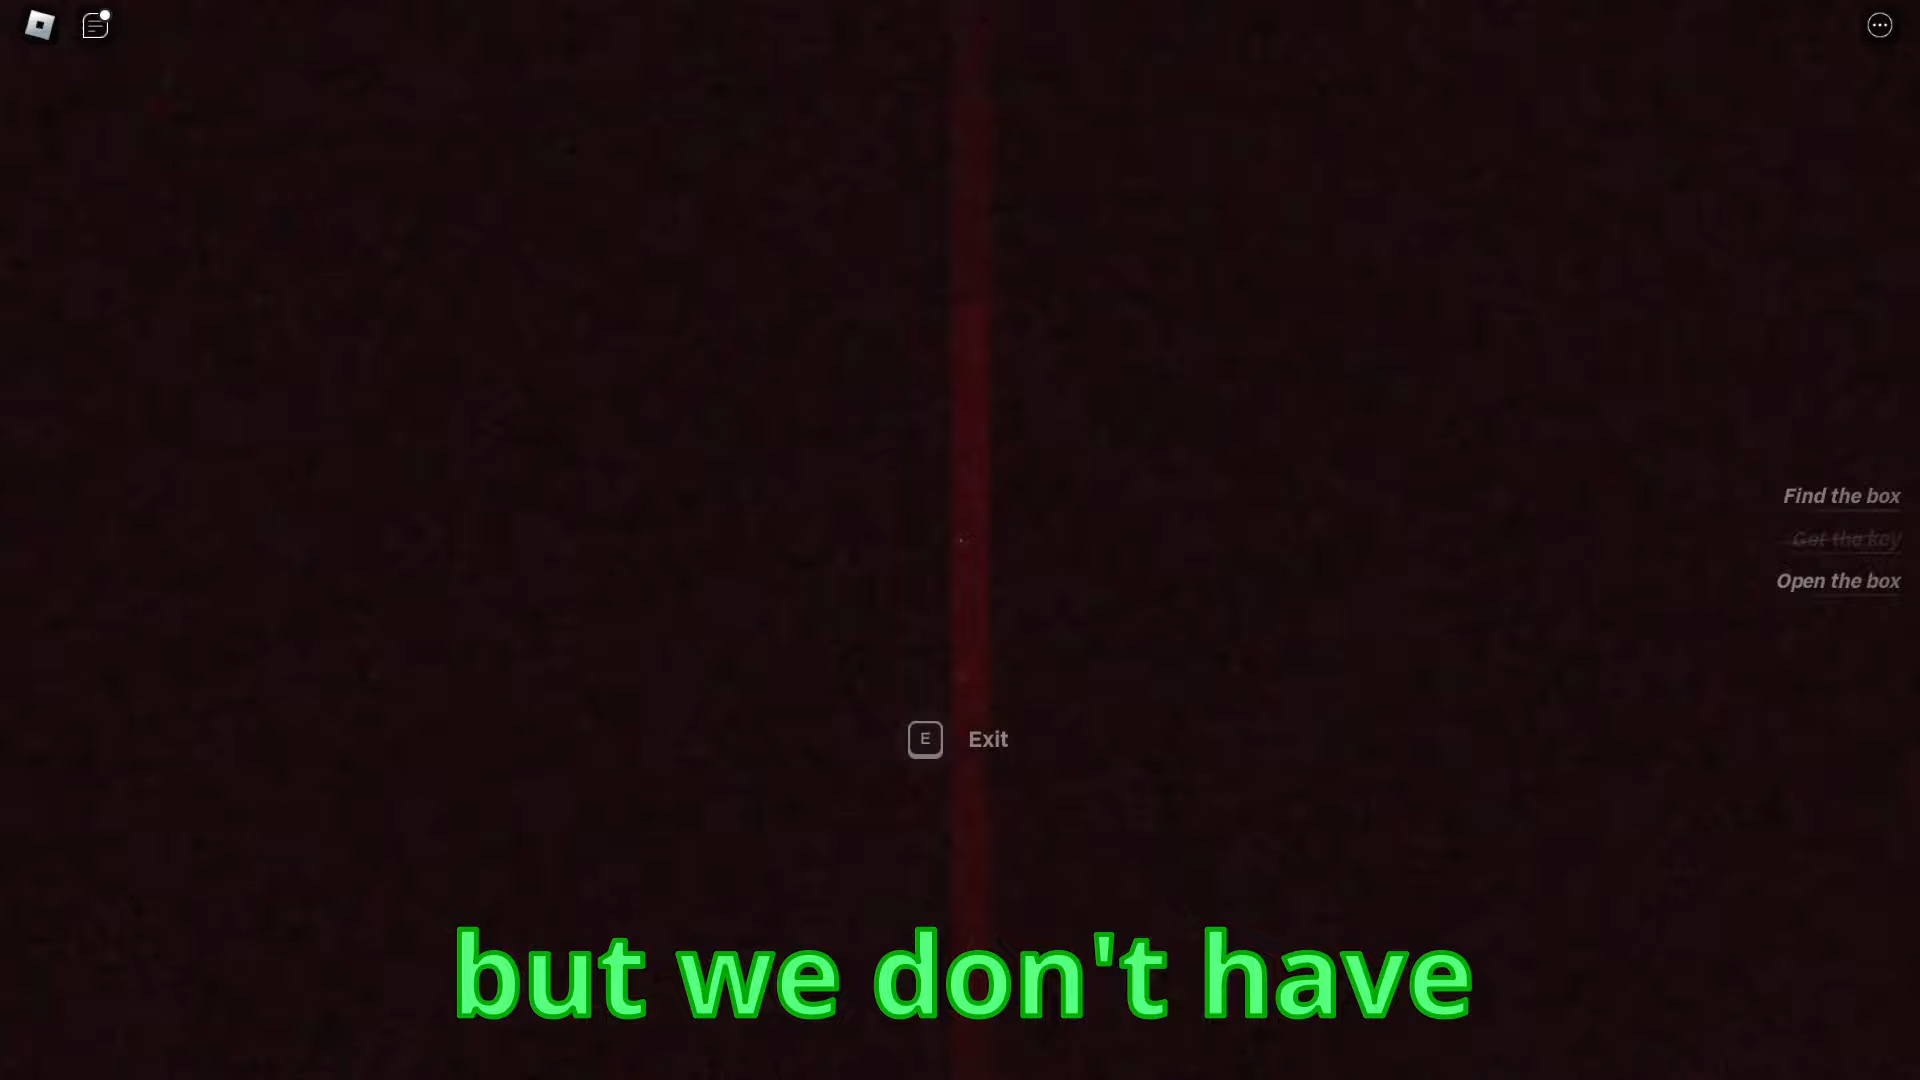 Find the box
Get the key
Open the box
E Exit
but we don't have